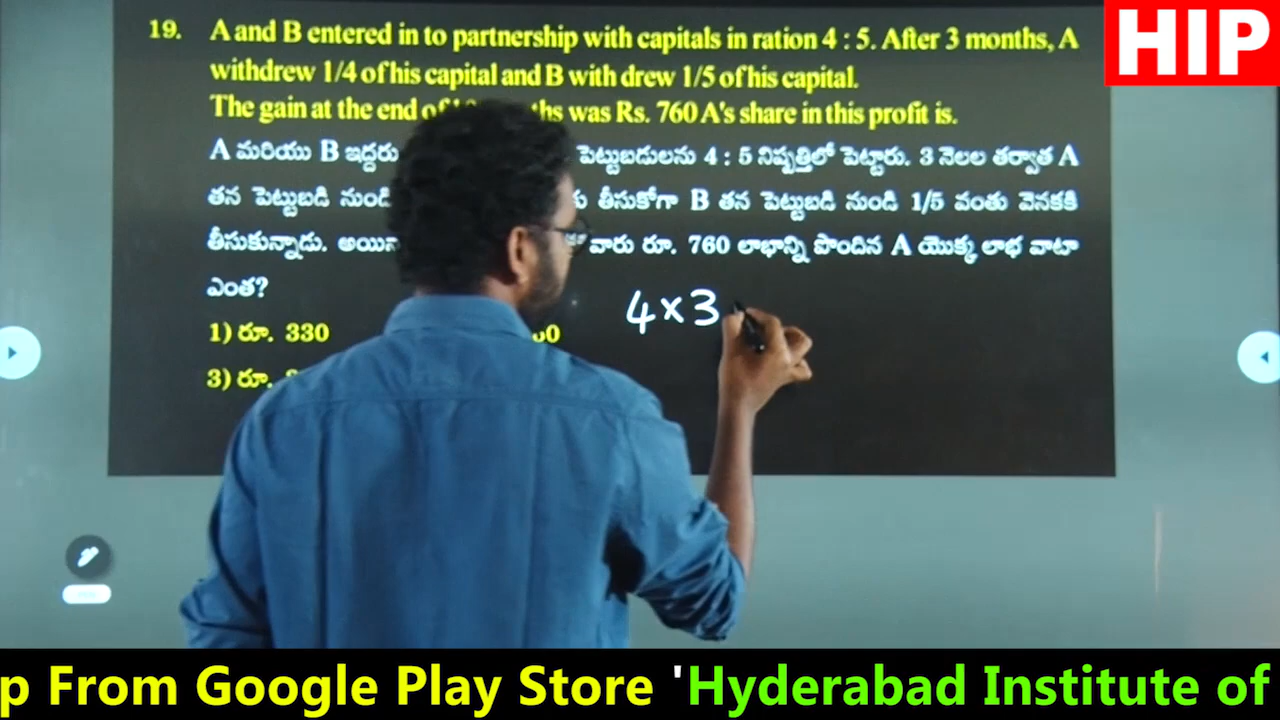 HIP
19. A and B entered in to partnership with capitals in ration 4 : 5. After 3 months, A
withdrew 1/4 of his capital and B with drew 1/5 of his capital.
The gain at the end of was Rs. 760 A's share in this profit is.
A మరియు B ఇద్దరు పెట్టుబడులను 4 : 5 నిష్పత్తిలో పెట్టారు. 3 నెలల తర్వాత A
తన పెట్టుబడి నుండి తీసుకోగా B తన పెట్టుబడి నుండి 1/5 వంతు వెనకకి
తీసుకున్నాడు. వారు రూ. 760 లాభాన్ని పొందిన A యొక్క లాభ వాటా
ఎంత?
4×3
1) రూ. 330
3) రూ.
p From Google Play Store 'Hyderabad Institute of